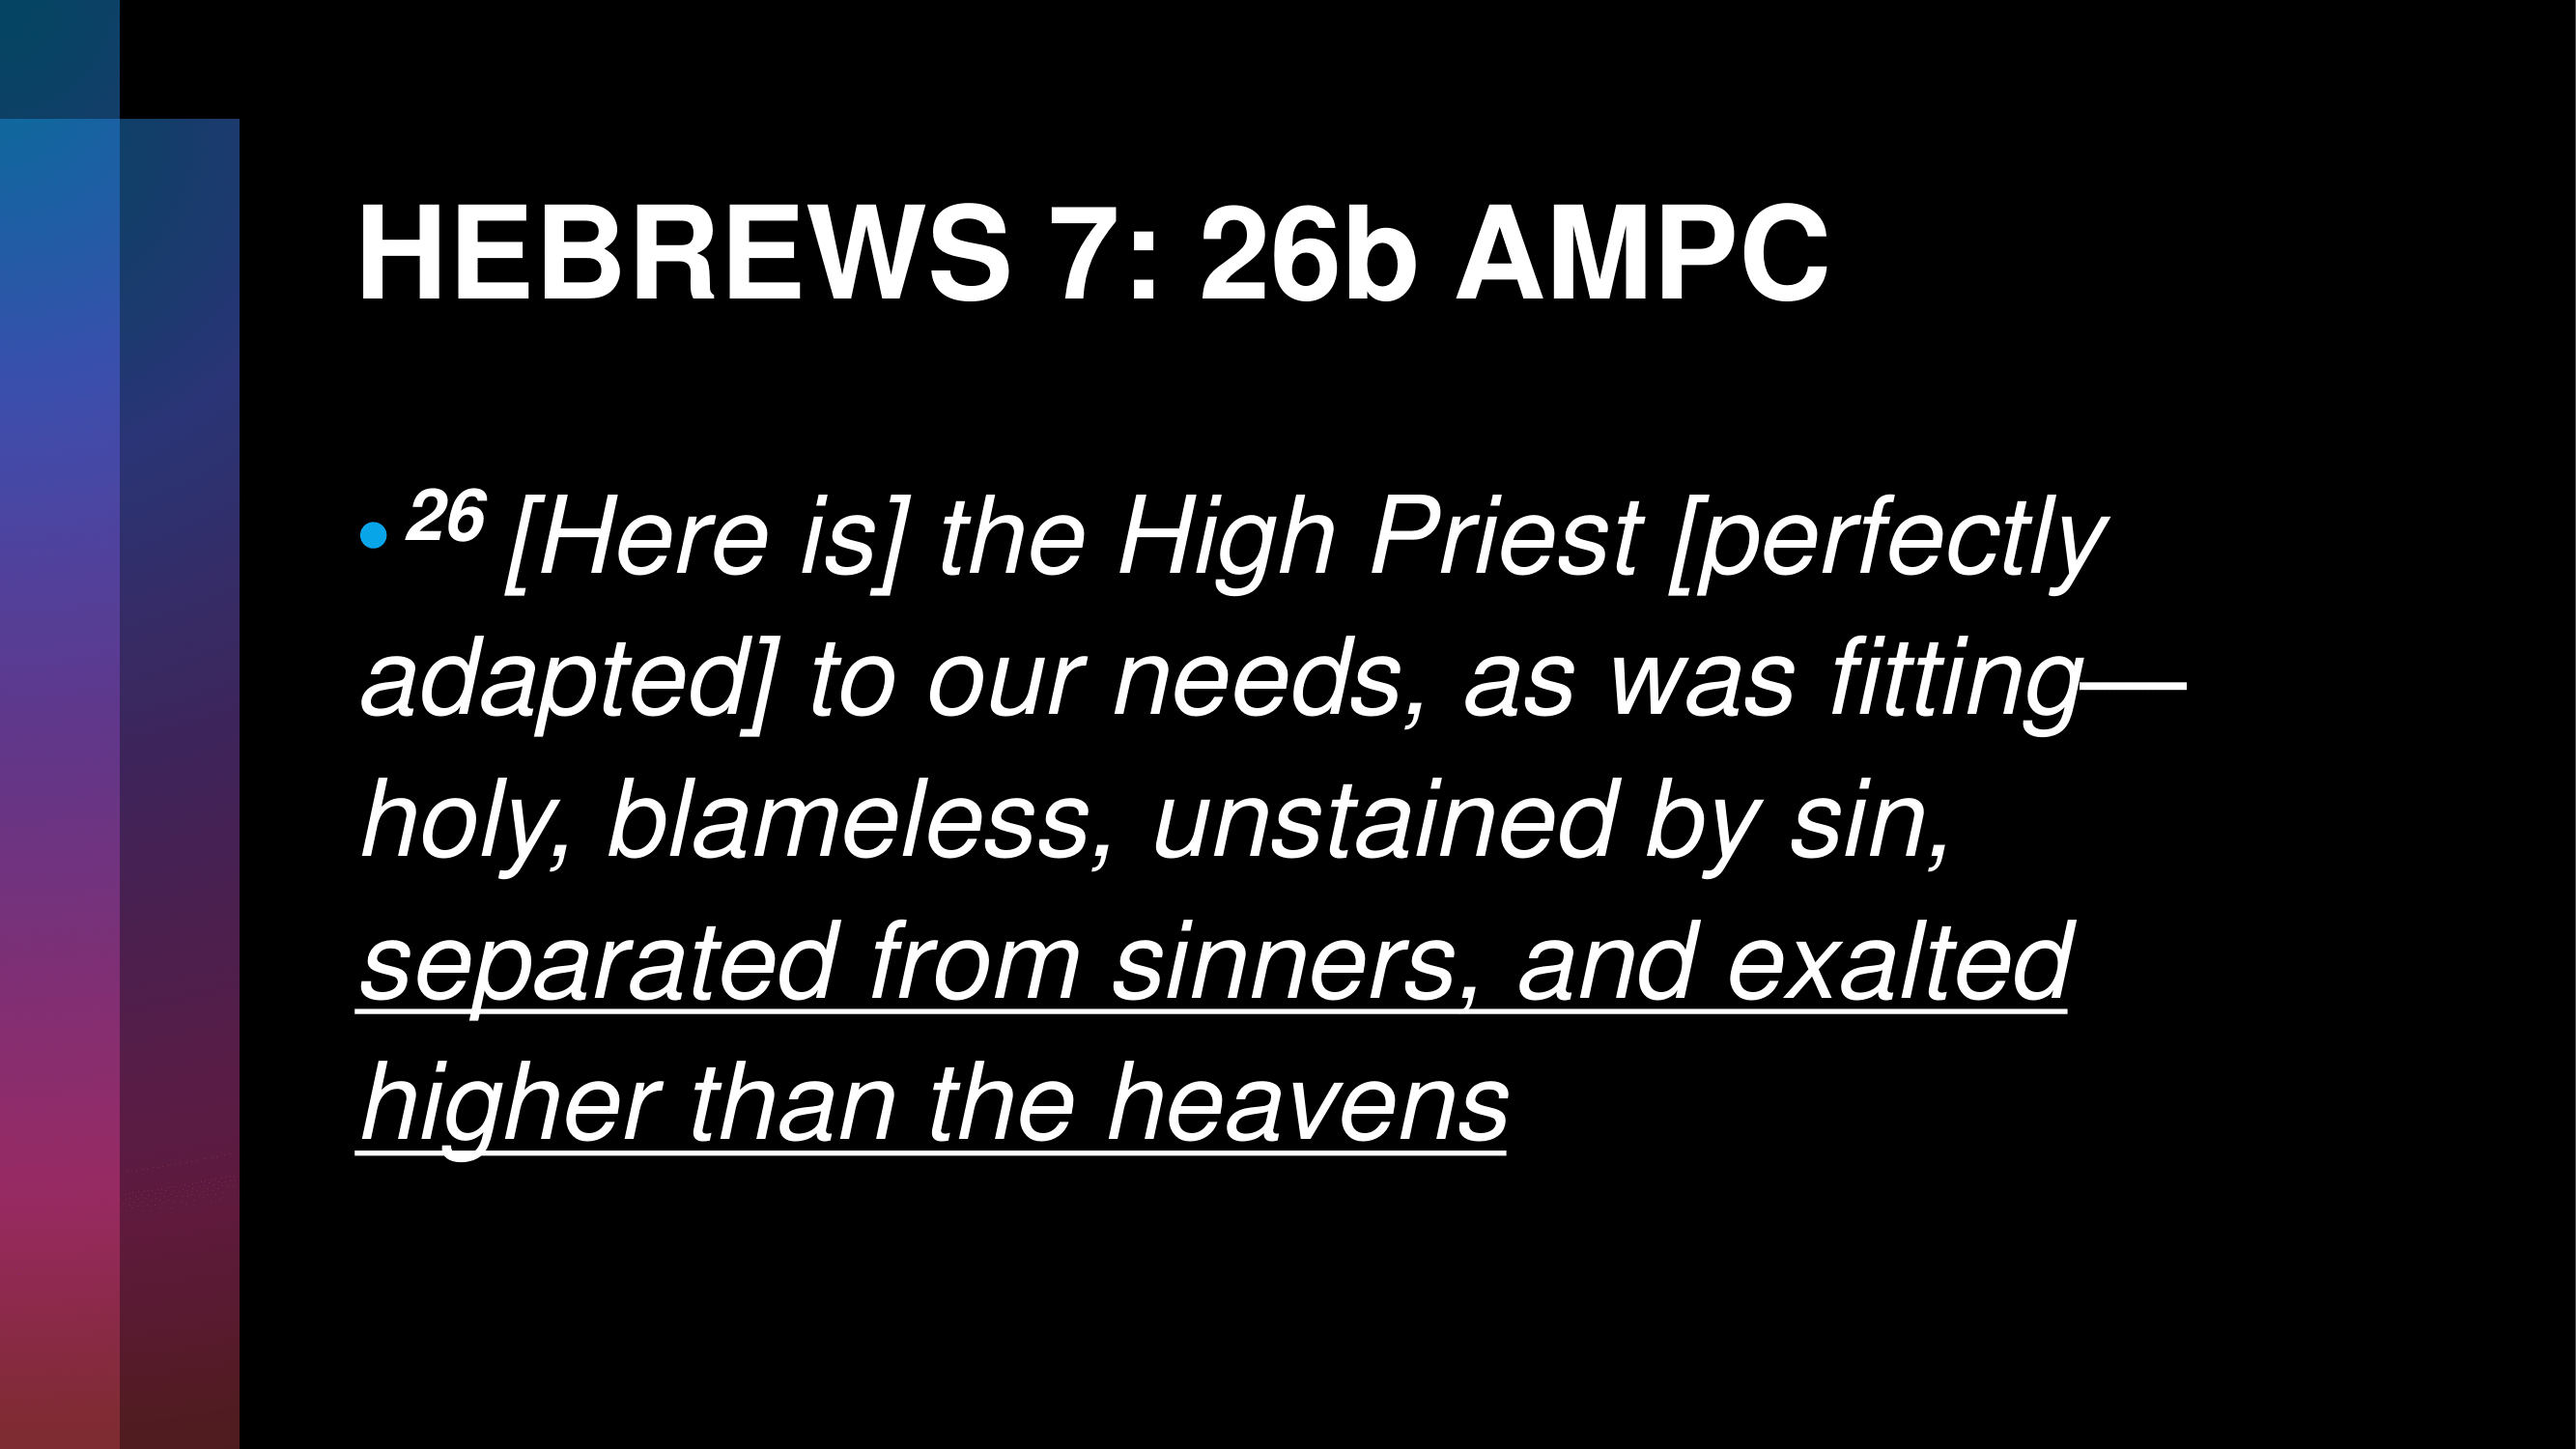 HEBREWS 7: 26b AMPC
• 26 [Here is] the High Priest [perfectly
adapted] to our needs, as was fitting—
holy, blameless, unstained by sin,
separated from sinners, and exalted
higher than the heavens